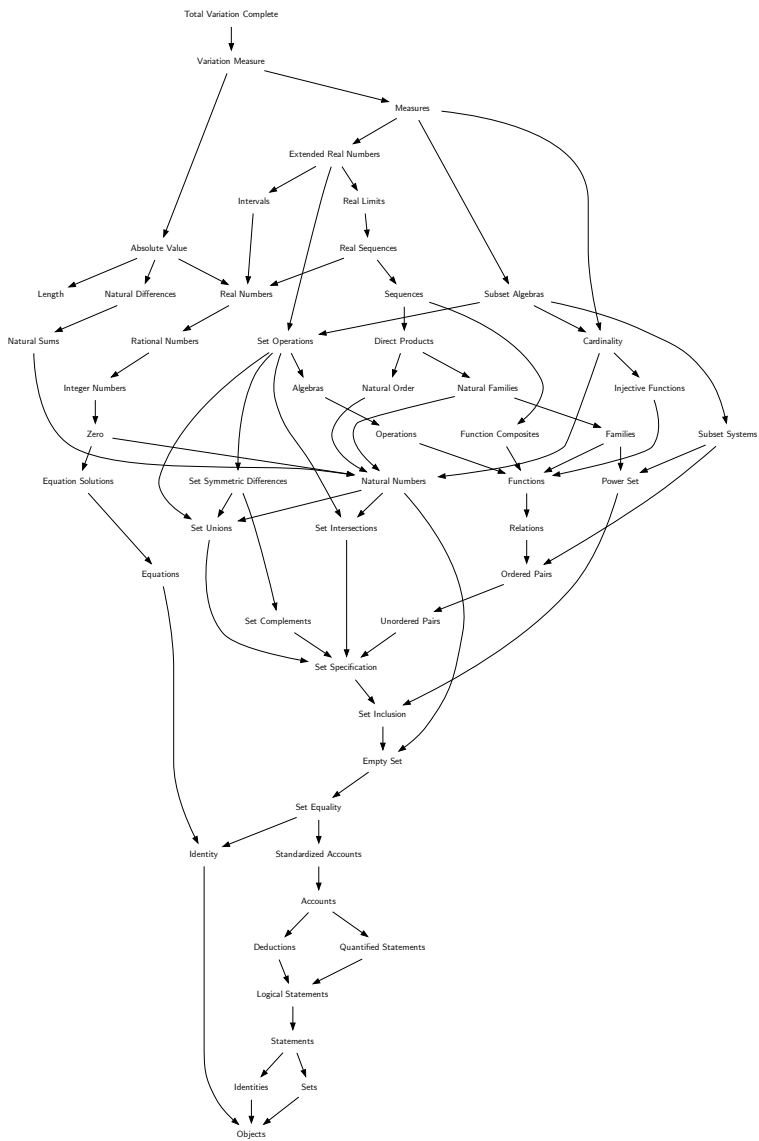 Total Variation Complete
Variation Measure
Measures
Extended Real Numbers
Intervals
Real Limits
Absolute Value
Real Sequences
Length
Natural Differences
Real Numbers
Sequences
Subset Algebras
Natural Sums
Rational Numbers
Set Operations
Direct Products
Cardinality
Integer Numbers
Algebras
Natural Order
Natural Families
Injective Functions
Zero
Operations
Function Composites
Families
Subset Systems
Equation Solutions
Set Symmetric Differences
Natural Numbers
Functions
Power Set
Set Unions
Set Intersections
Relations
Equations
Ordered Pairs
Set Complements
Unordered Pairs
Set Specification
Set Inclusion
Empty Set
Set Equality
Identity
Standardized Accounts
Accounts
Deductions
Quantified Statements
Logical Statements
Statements
Identities
Sets
Objects